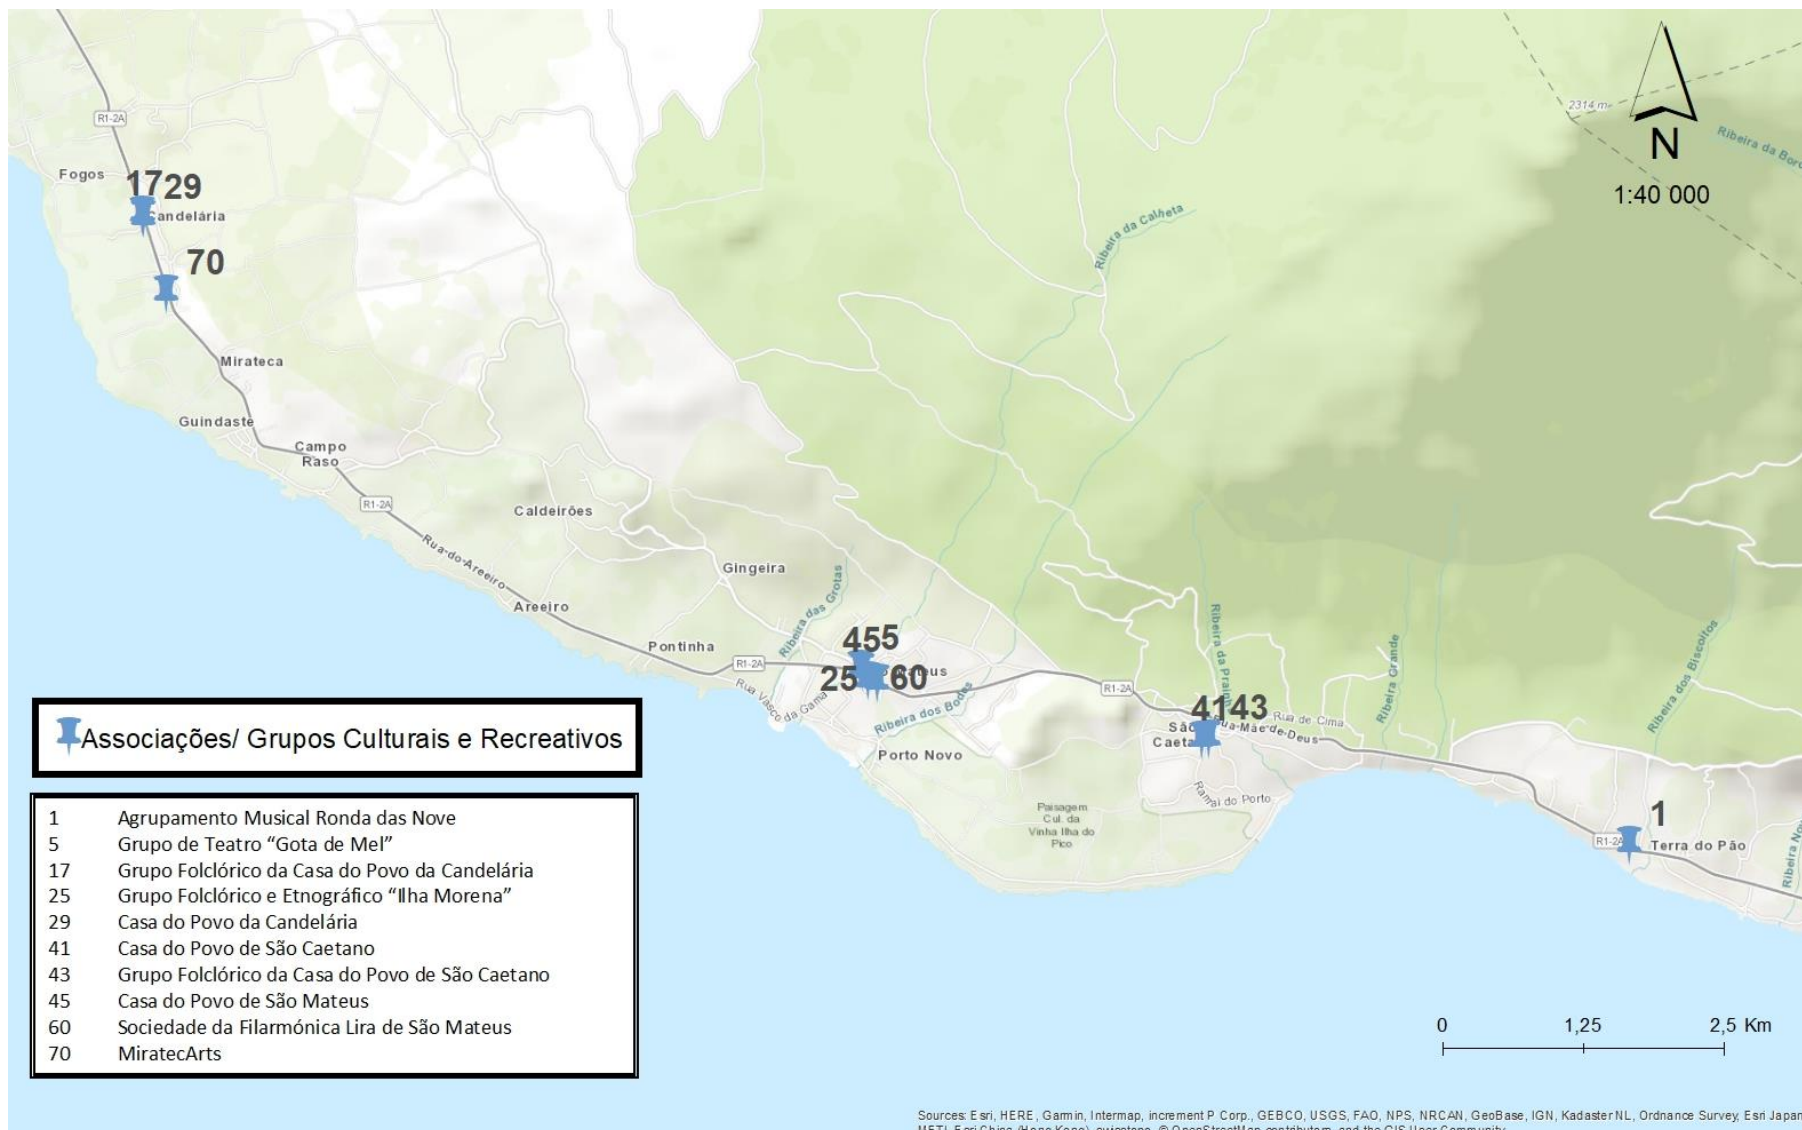 R1-2A
2314 m
Ribeira da
N
1:40 000
Fogos
1729
Candelária
70
Ribeira da Calheta
Mirateca
Guindaste
Campo
Raso
R1-2A
Caldeirões
Rua do Areeiro
Gingeira
Areeiro
Ribeira das Grotas
Pontinha
455
R1-2A
25 60
Rua Vasco da Gama
Ribeira dos Bodes
Porto Novo
R1-2A
Ribeira da
Ribeira Grande
Ribeira dos Biscoitos
4143
Rua de Cima
São
Rua-Mãe-de-Deus
Ramal do Porto
Paisagem
Cul. da
Vinha Ilha do
Pico
1
R1-2A
Terra do Pão
Ribeira
Associações/ Grupos Culturais e Recreativos
1 Agrupamento Musical Ronda das Nove
5 Grupo de Teatro “Gota de Mel”
17 Grupo Folclórico da Casa do Povo da Candelária
25 Grupo Folclórico e Etnográfico “Ilha Morena”
29 Casa do Povo da Candelária
41 Casa do Povo de São Caetano
43 Grupo Folclórico da Casa do Povo de São Caetano
45 Casa do Povo de São Mateus
60 Sociedade da Filarmónica Lira de São Mateus
70 MiratecArts
0 1,25 2,5 Km
Sources: Esri, HERE, Garmin, Intermap, increment P Corp., GEBCO, USGS, FAO, NPS, NRCAN, GeoBase, IGN, Kadaster NL, Ordnance Survey, Esri Japan